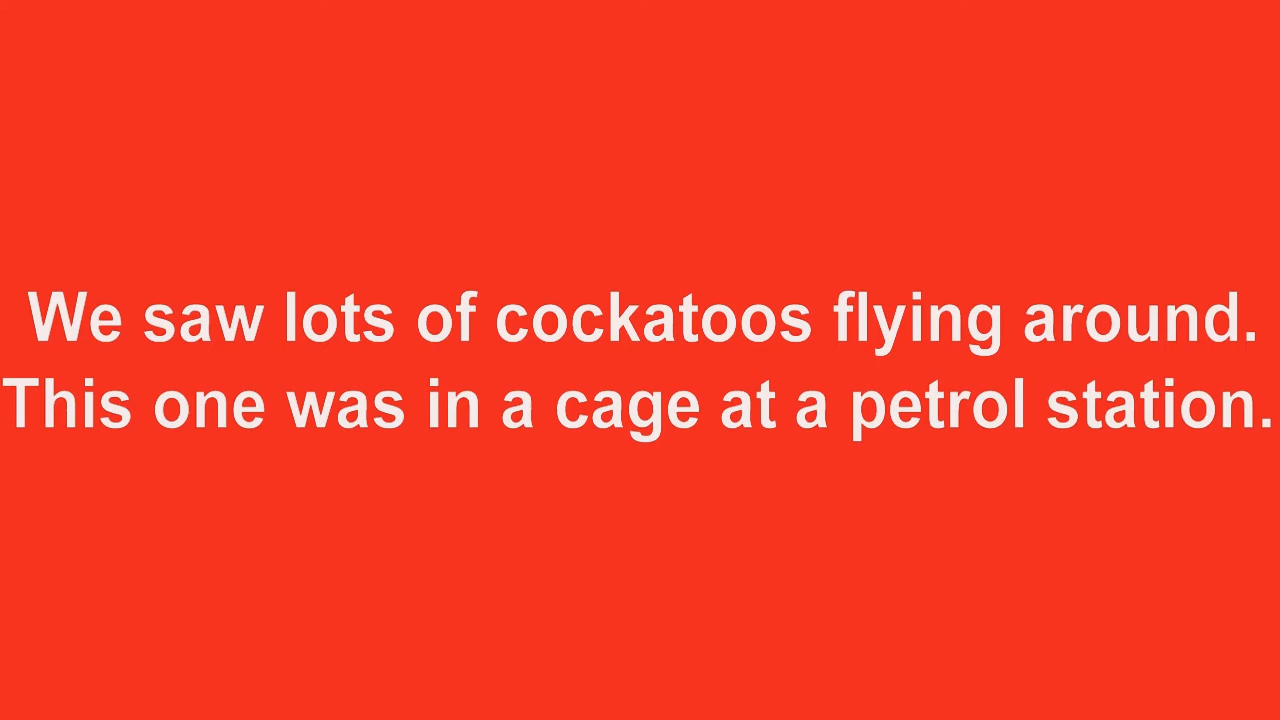 We saw lots of cockatoos flying around.
This one was in a cage at a petrol station.